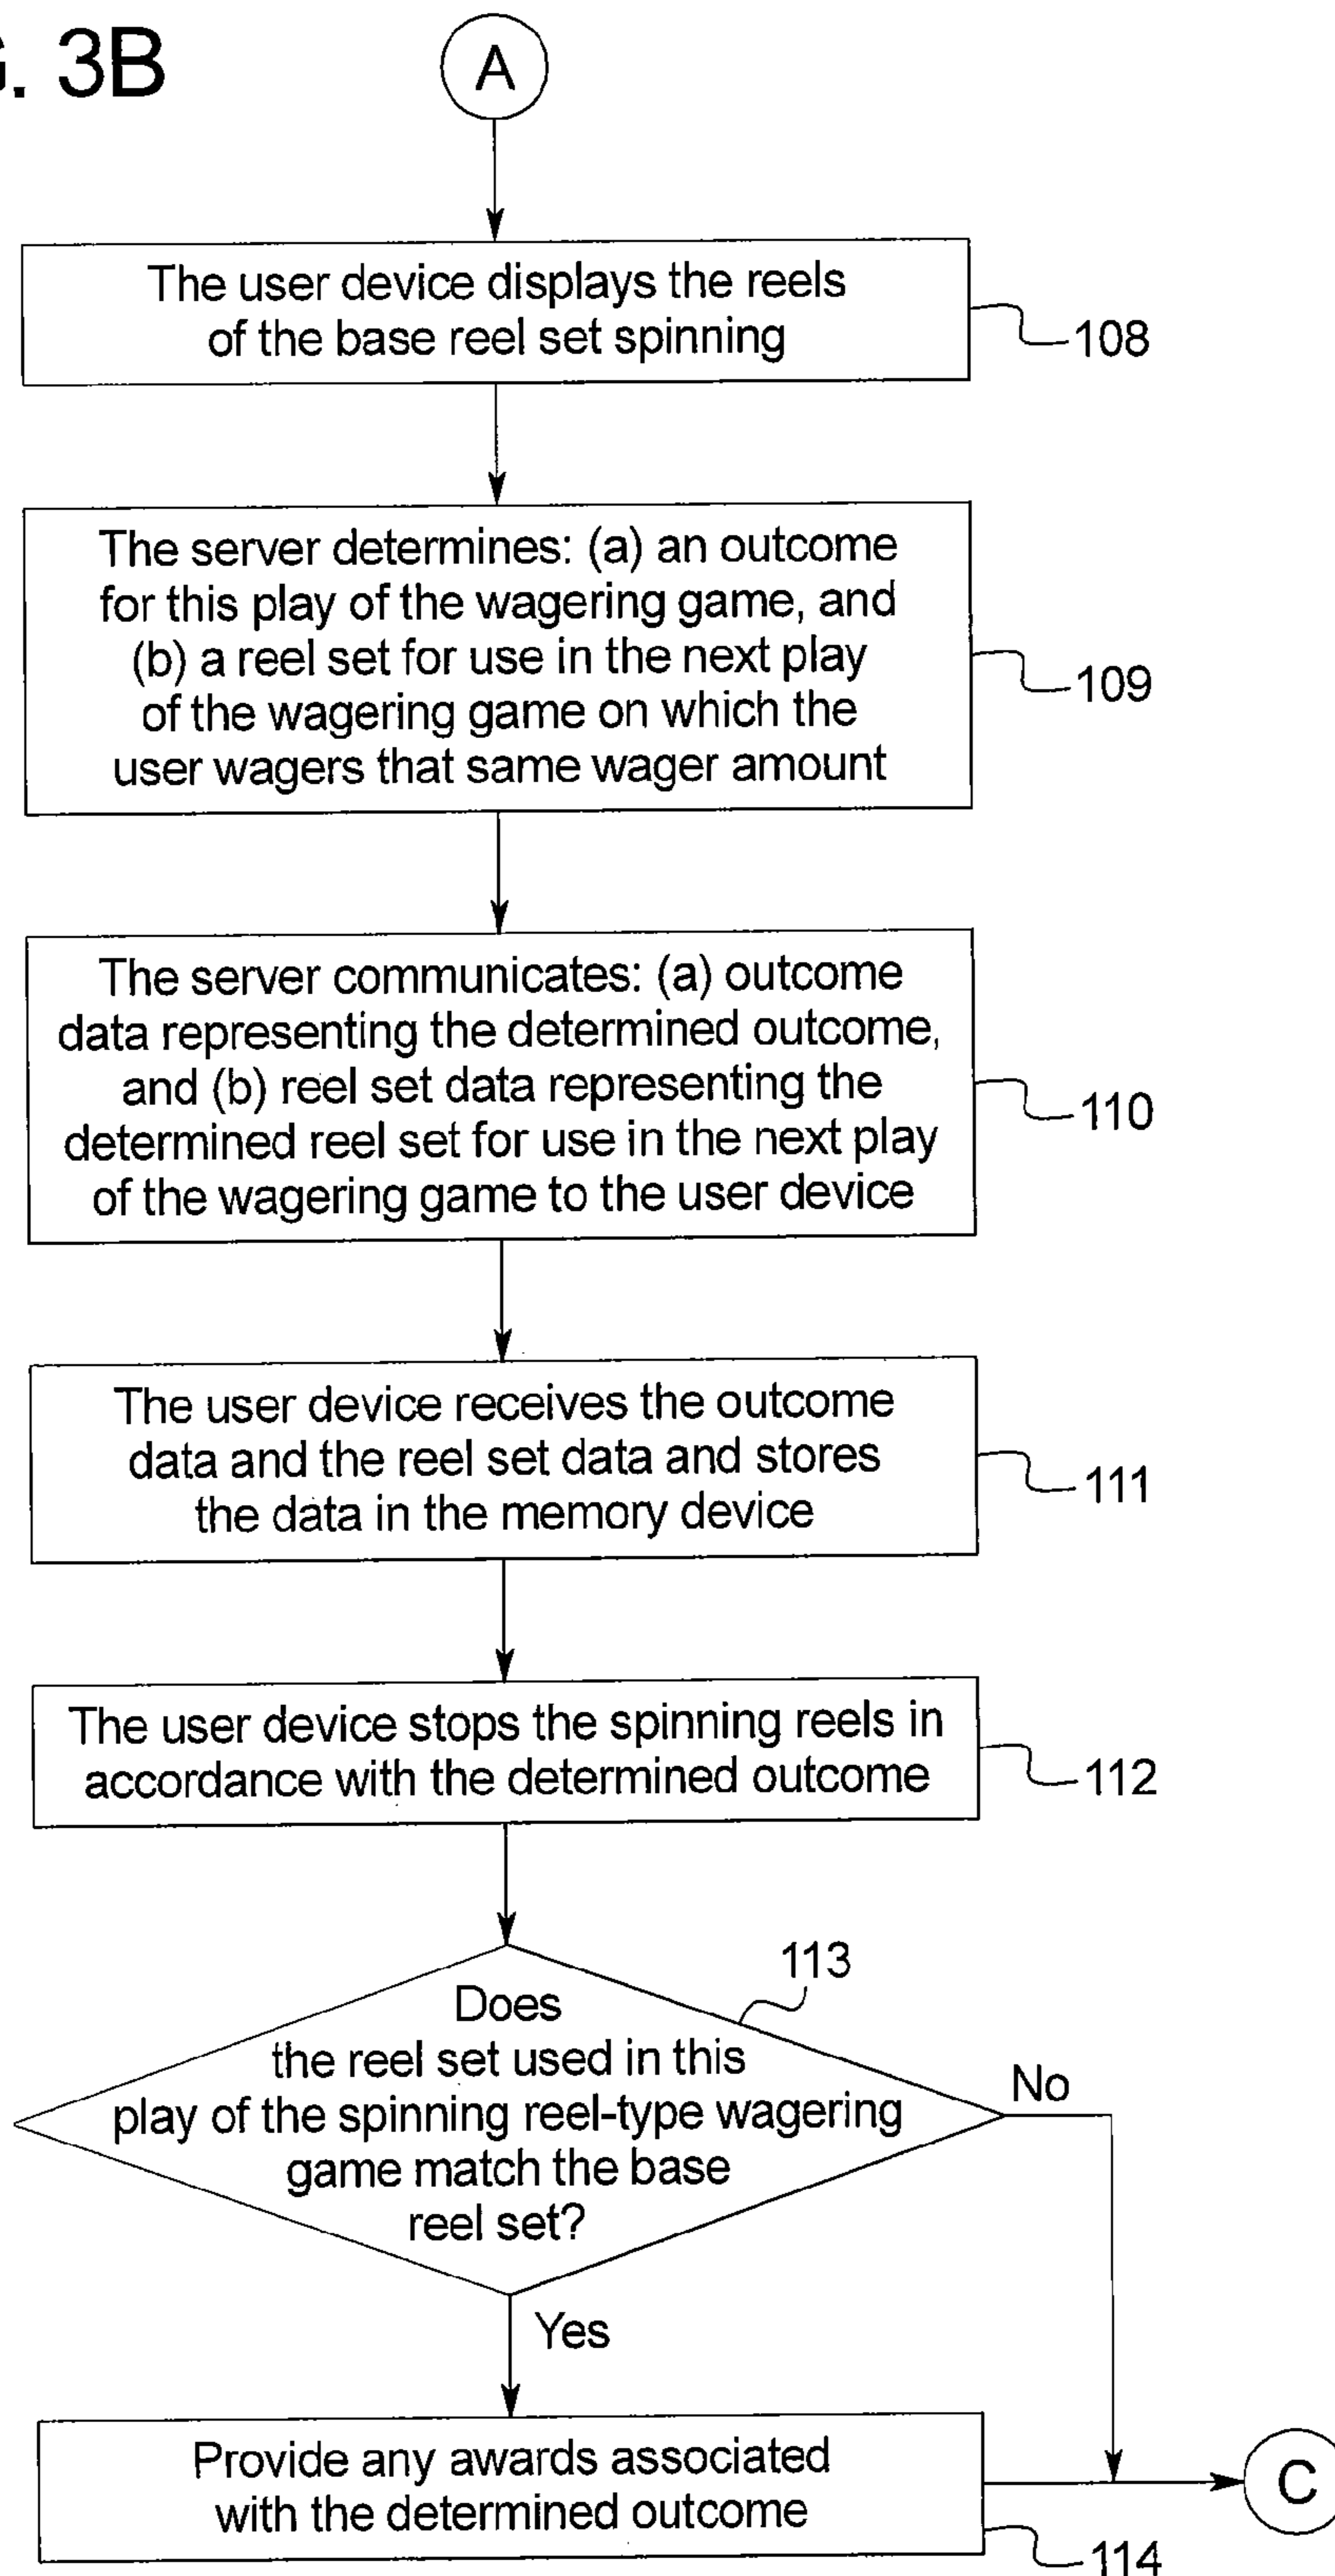 . 3B
A
The user device displays the reels
of the base reel set spinning
108
The server determines: (a) an outcome
for this play of the wagering game, and
(b) a reel set for use in the next play
of the wagering game on which the
user wagers that same wager amount
109
The server communicates: (a) outcome
data representing the determined outcome,
and (b) reel set data representing the
determined reel set for use in the next play
of the wagering game to the user device
110
The user device receives the outcome
data and the reel set data and stores
the data in the memory device
111
The user device stops the spinning reels in
accordance with the determined outcome
112
113
Does
the reel set used in this
play of the spinning reel-type wagering
game match the base
reel set?
No
Yes
Provide any awards associated
with the determined outcome
C
114